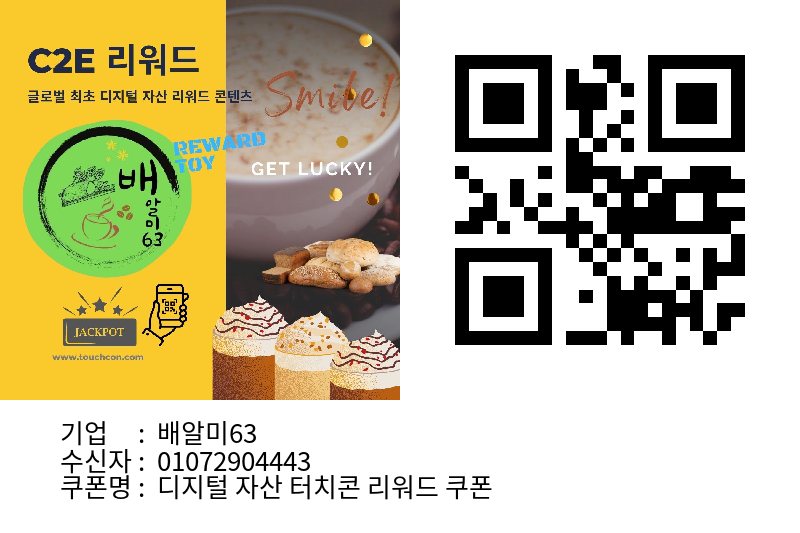 C2E 리워드
글로벌 최초 디지털 자산 리워드 콘텐츠
Smile!
REWARD
TOY
GET LUCKY!
배
알
미
63
JACKPOT
www.touchcon.com
기업 : 배알미63
수신자 : 01072904443
쿠폰명 : 디지털 자산 터치콘 리워드 쿠폰